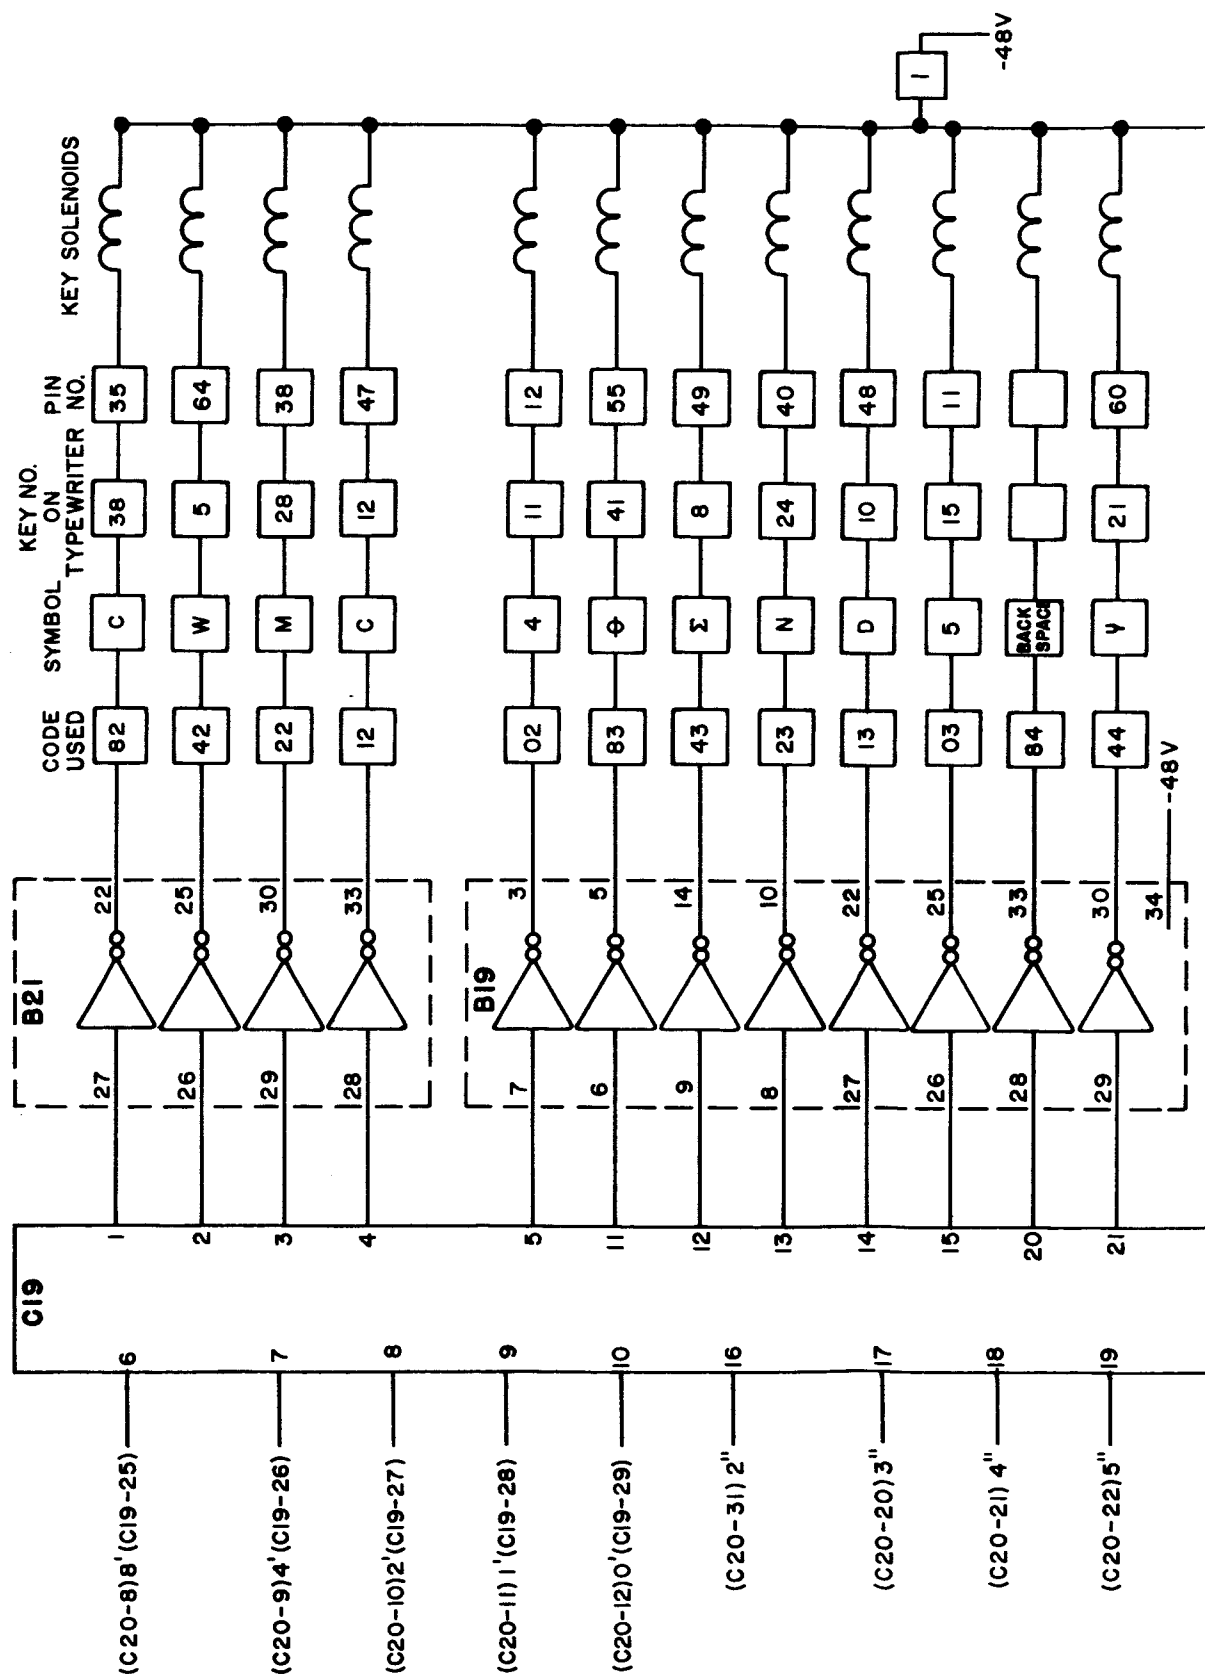 C19
(C20-8)8'(C19-25) 6
(C20-9)4'(C19-26) 7
(C20-10)2'(C19-27) 8
(C20-11)1'(C19-28) 9
(C20-12)0'(C19-29) 10
(C20-31)2" 16
(C20-20)3" 17
(C20-21)4" 18
(C20-22)5" 19
B21
B19
CODE USED
SYMBOL
KEY NO. ON TYPEWRITER
PIN NO.
KEY SOLENOIDS
1 27 22 82 C 38 35
2 26 25 42 W 5 64
3 29 30 22 M 28 38
4 28 33 12 C 12 47
5 7 3 02 4 11 12
11 6 5 83 Φ 41 55
12 9 14 43 Σ 8 49
13 8 10 23 N 24 40
14 27 22 13 D 10 48
15 26 25 03 5 15 11
20 28 33 84 BACK SPACE
21 29 30 44 Y 21 60
34 -48V
1
-48V